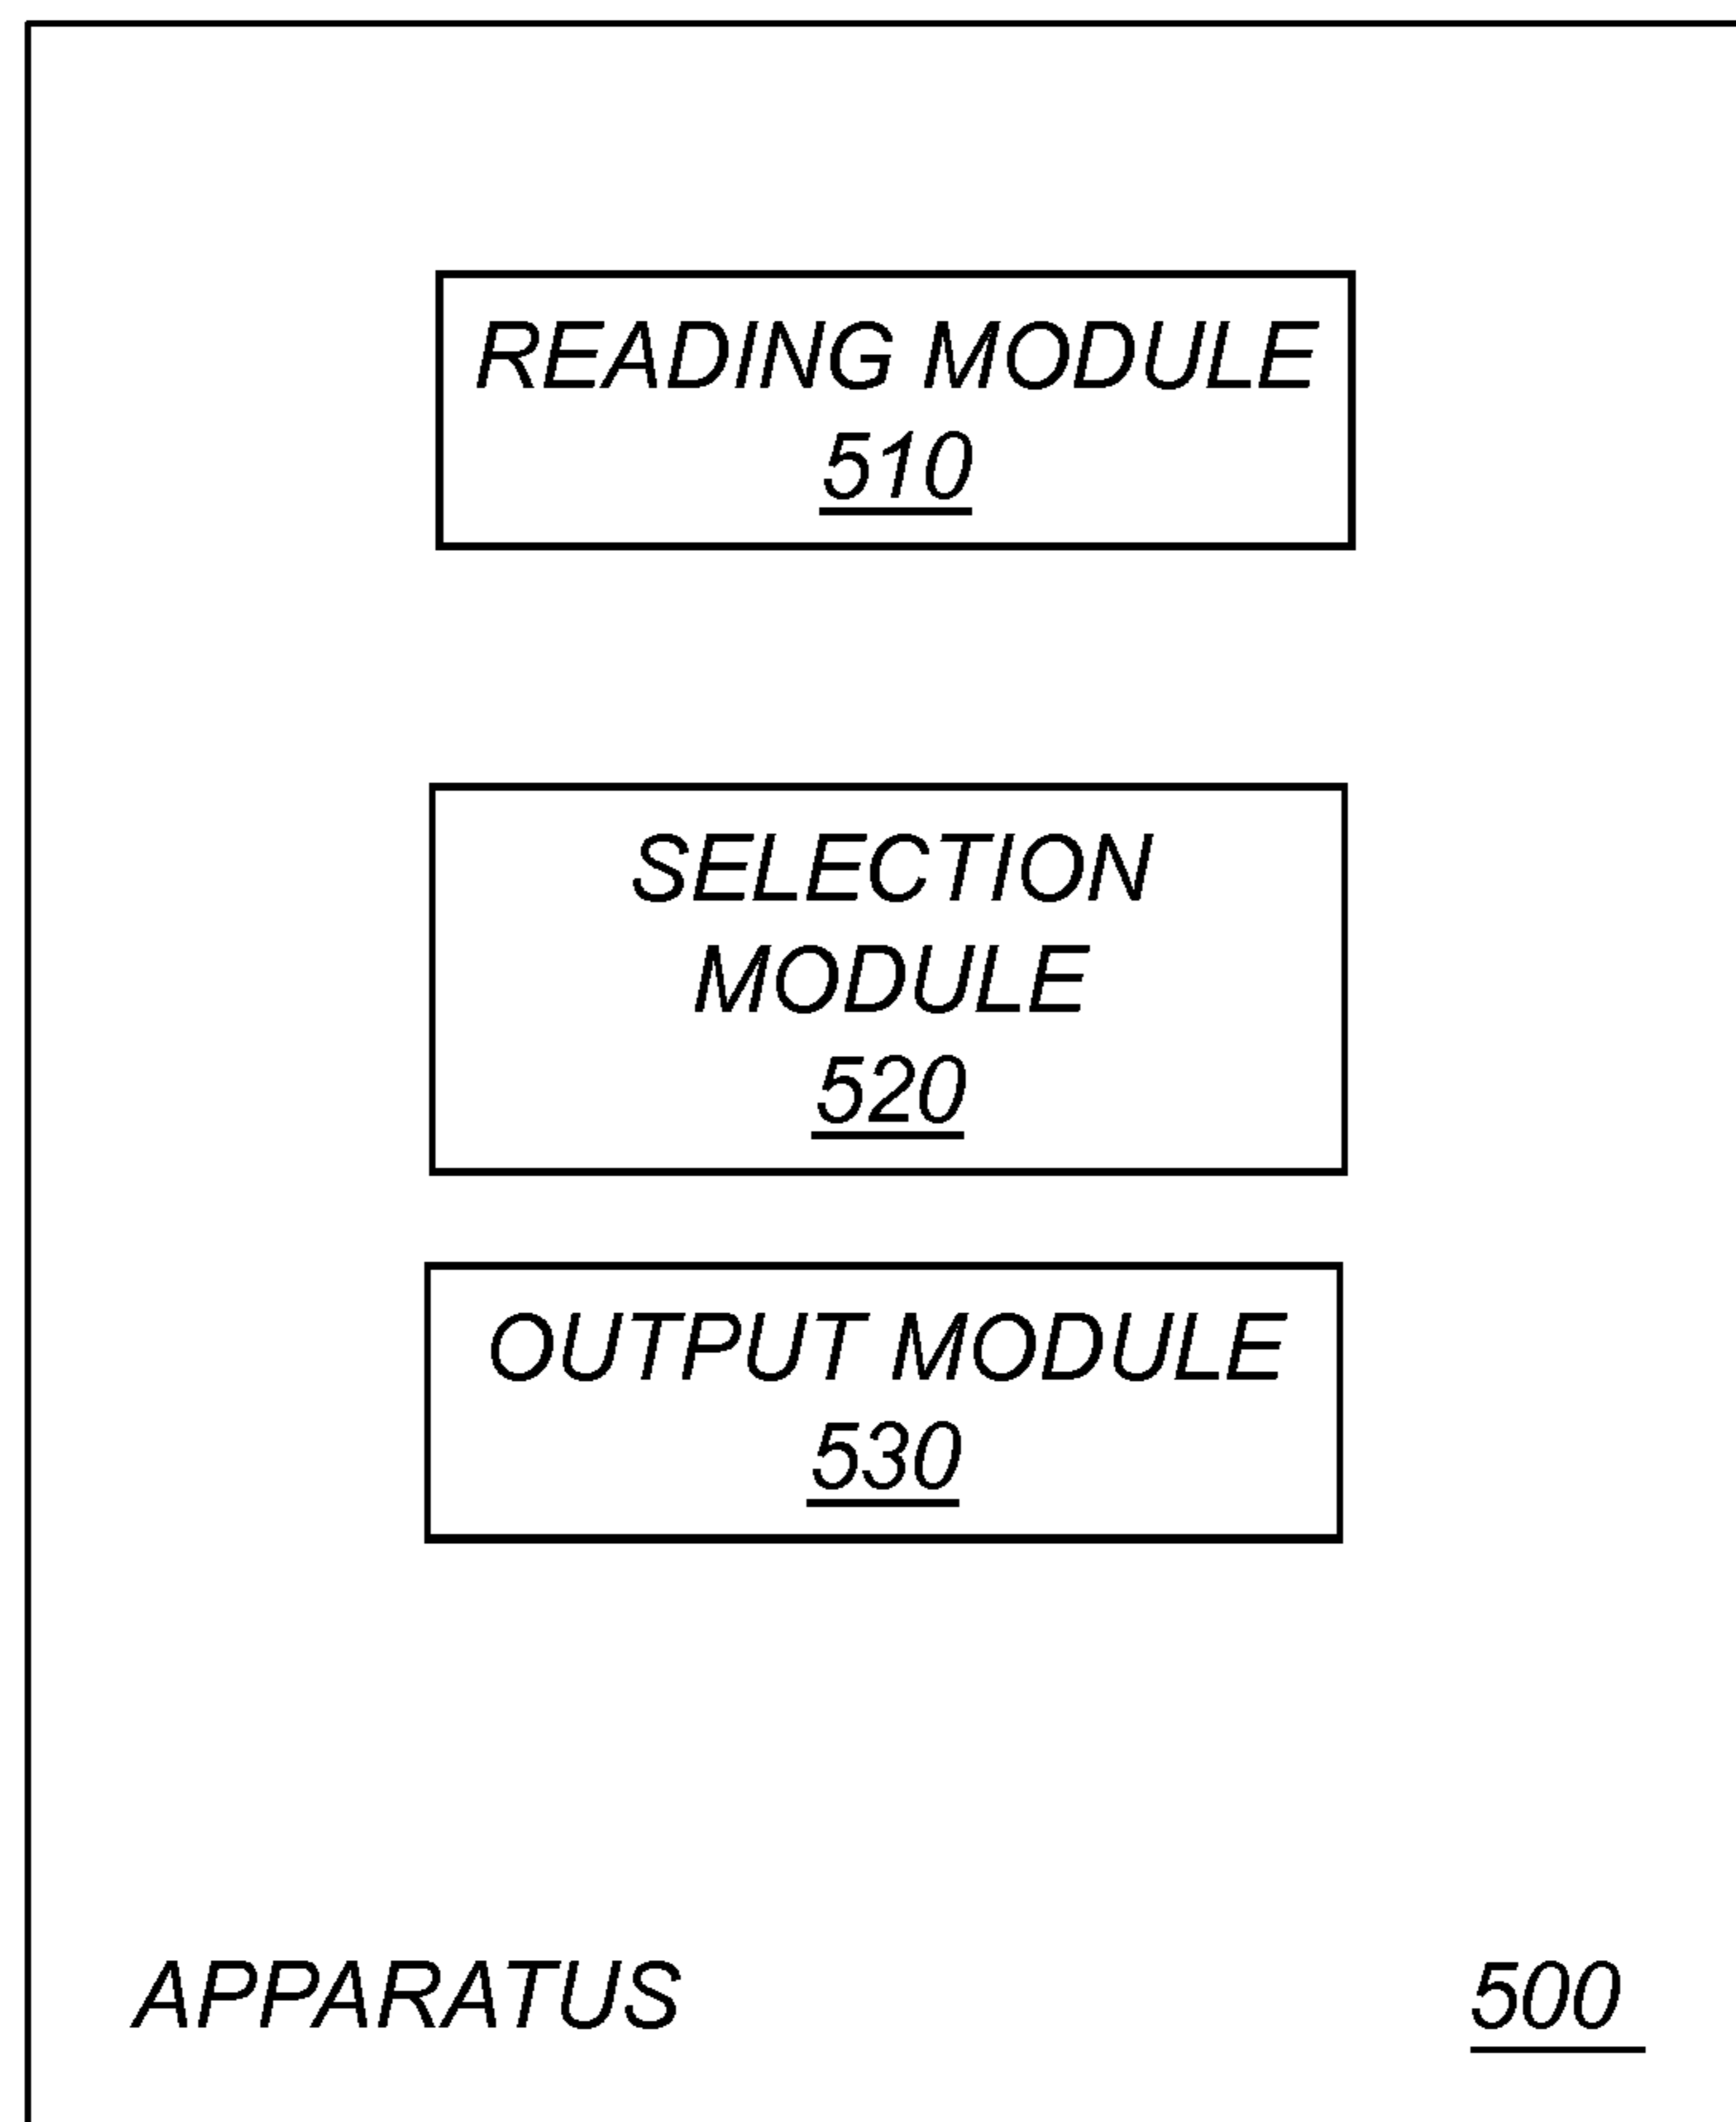 READING MODULE
510
SELECTION
MODULE
520
OUTPUT MODULE
530
APPARATUS 500